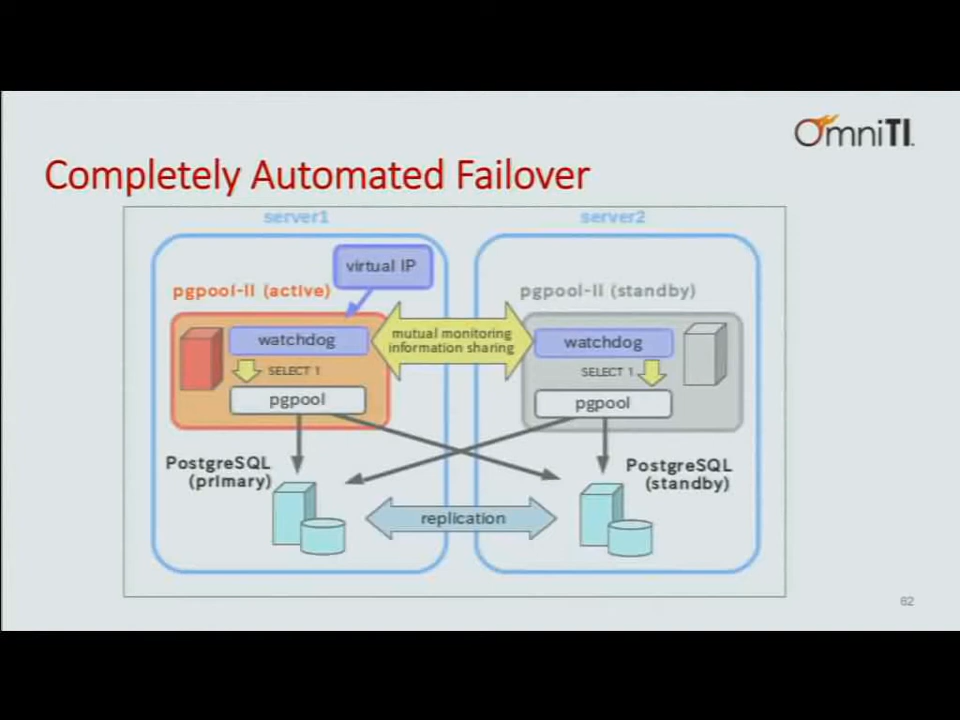 OmniTI
Completely Automated Failover
server1
server2
virtual IP
pgpool-II (active)
pgpool-II (standby)
watchdog
mutual monitoring
information sharing
watchdog
SELECT 1
SELECT 1
pgpool
pgpool
PostgreSQL
(primary)
PostgreSQL
(standby)
replication
62